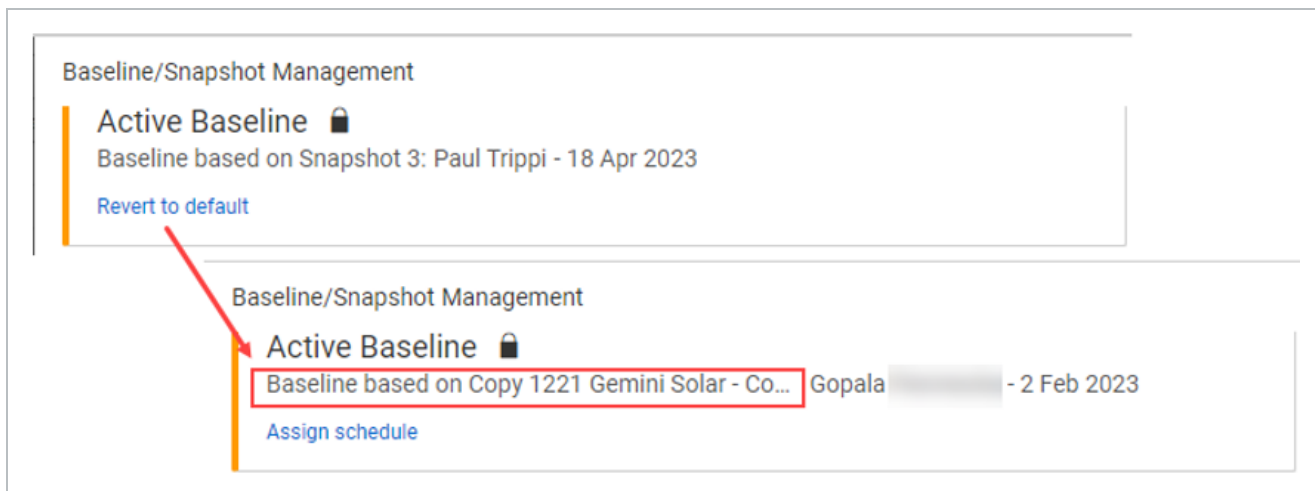 Baseline/Snapshot Management
Active Baseline
Baseline based on Snapshot 3: Paul Trippi - 18 Apr 2023
Revert to default
Baseline/Snapshot Management
Active Baseline
Baseline based on Copy 1221 Gemini Solar - Co... Gopala - 2 Feb 2023
Assign schedule